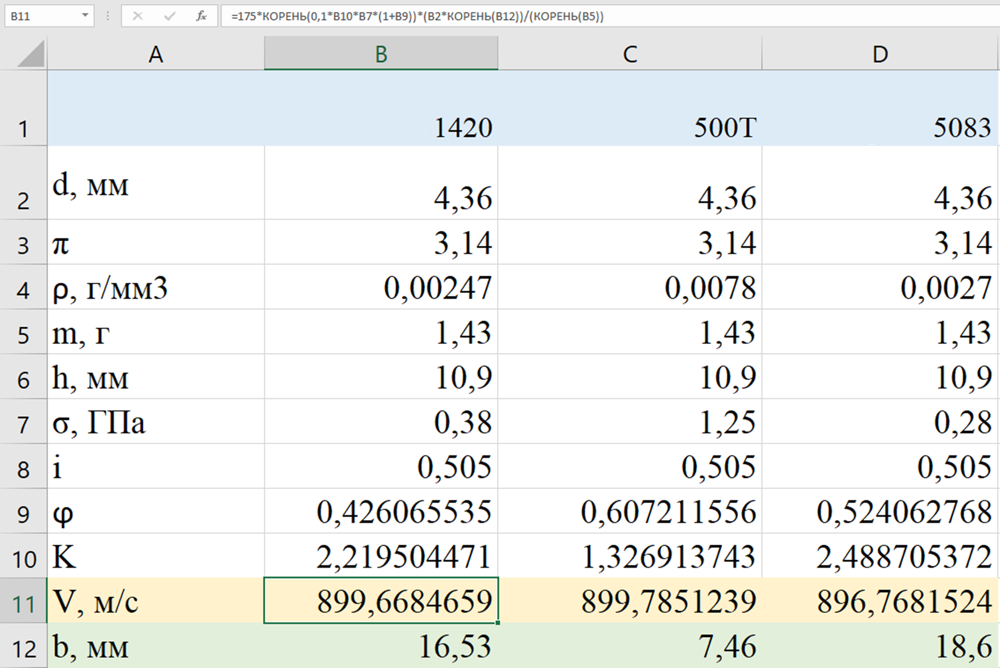 B11 fx =175*КОРЕНЬ(0,1*B10*B7*(1+B9))*(B2*КОРЕНЬ(B12))/(КОРЕНЬ(B5))
A B C D
1 1420 500T 5083
2 d, мм 4,36 4,36 4,36
3 π 3,14 3,14 3,14
4 ρ, г/мм3 0,00247 0,0078 0,0027
5 m, г 1,43 1,43 1,43
6 h, мм 10,9 10,9 10,9
7 σ, ГПа 0,38 1,25 0,28
8 i 0,505 0,505 0,505
9 φ 0,426065535 0,607211556 0,524062768
10 K 2,219504471 1,326913743 2,488705372
11 V, м/с 899,6684659 899,7851239 896,7681524
12 b, мм 16,53 7,46 18,6